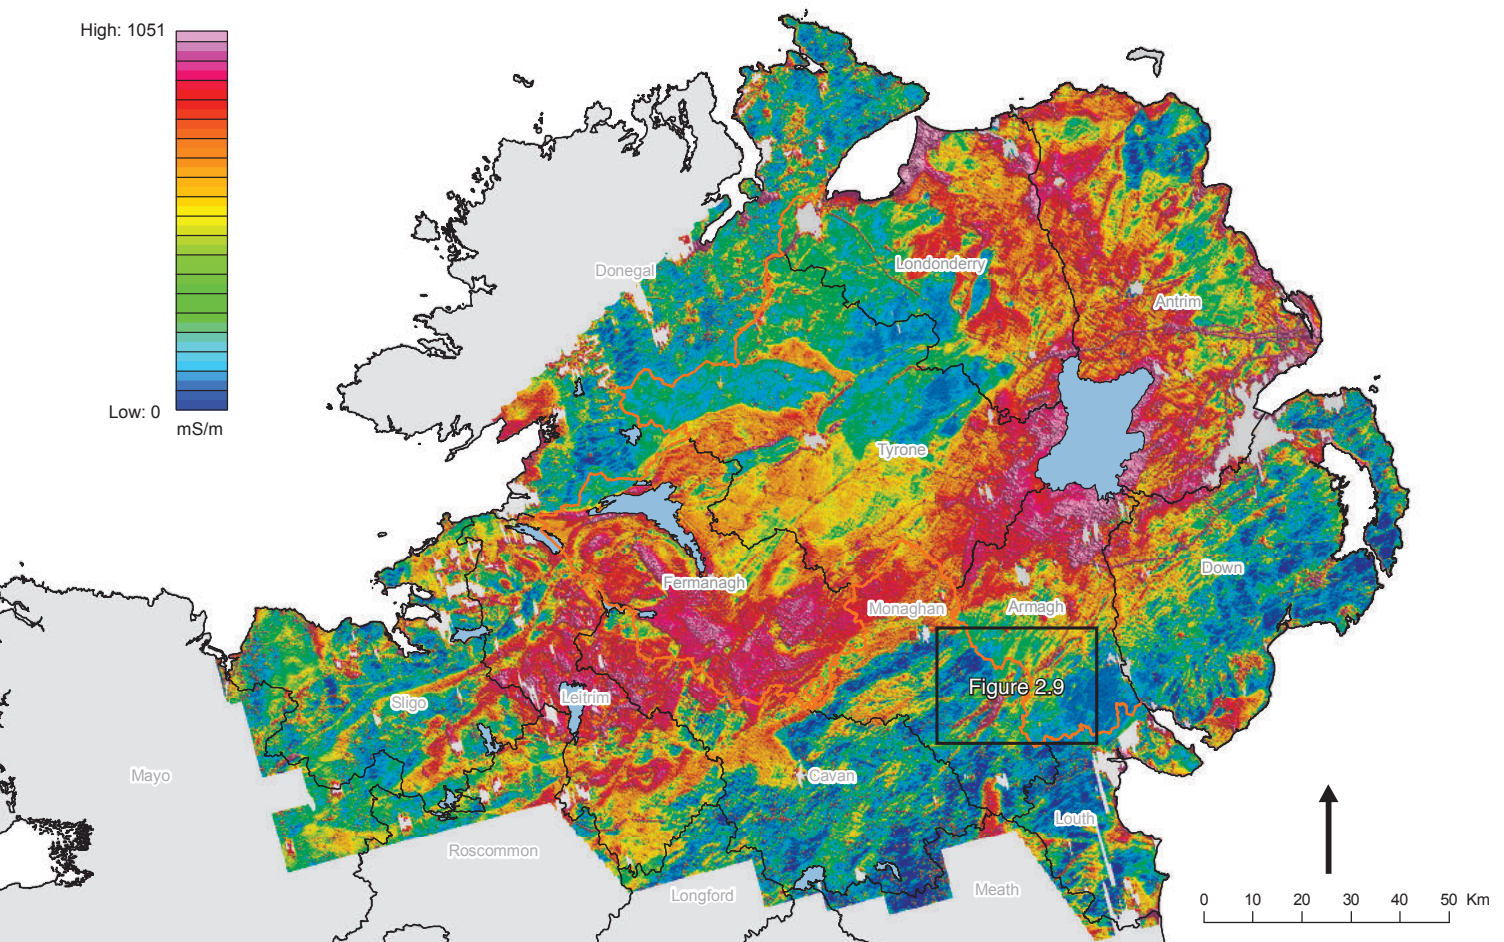 High: 1051
Low: 0
mS/m
Donegal
Londonderry
Antrim
Tyrone
Fermanagh
Monaghan
Armagh
Down
Figure 2.9
Sligo
Leitrim
Mayo
Cavan
Louth
Roscommon
Longford
Meath
0 10 20 30 40 50 Km